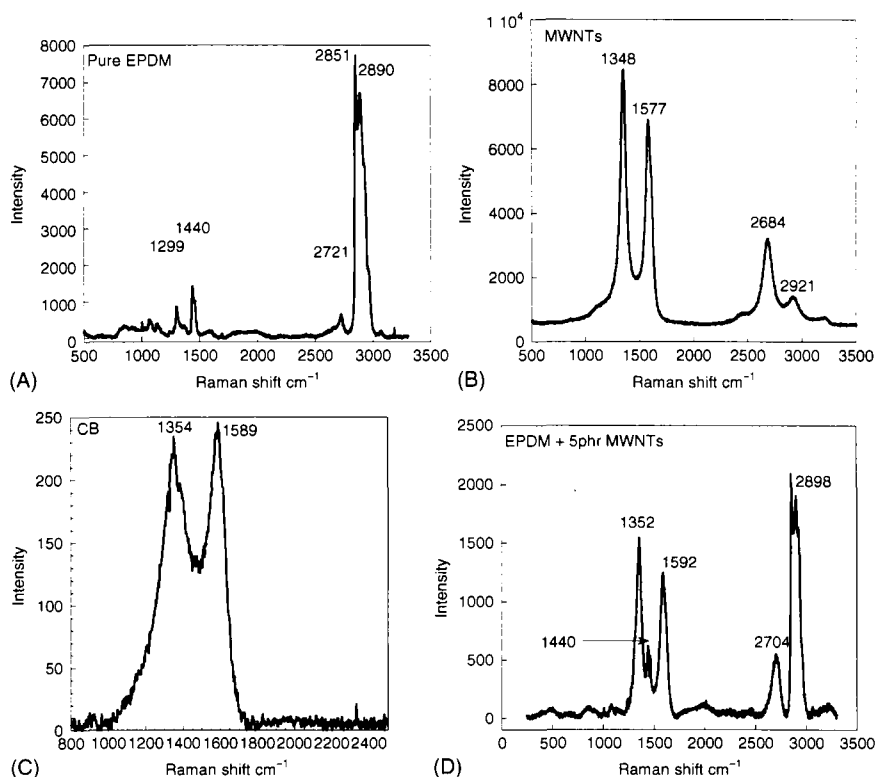 8000
7000
6000
5000
4000
3000
2000
1000
0
Intensity
Pure EPDM
2851
2890
2721
1299
1440
500 1000 1500 2000 2500 3000 3500
Raman shift cm⁻¹
(A)
1 10⁴
8000
6000
4000
2000
0
Intensity
MWNTs
1348
1577
2684
2921
500 1000 1500 2000 2500 3000 3500
Raman shift cm⁻¹
(B)
250
200
150
100
50
0
Intensity
CB
1354
1589
800 1000 1200 1400 1600 1800 2000 2200 2400
Raman shift cm⁻¹
(C)
2500
2000
1500
1000
500
0
Intensity
EPDM + 5phr MWNTs
1352
1592
1440
2704
2898
0 500 1000 1500 2000 2500 3000 3500
Raman shift cm⁻¹
(D)